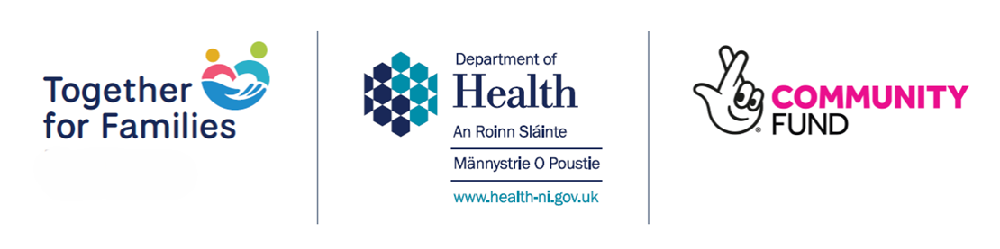 Together
for Families
Department of
Health
An Roinn Sláinte
Männystrie O Poustie
www.health-ni.gov.uk
COMMUNITY
FUND
®